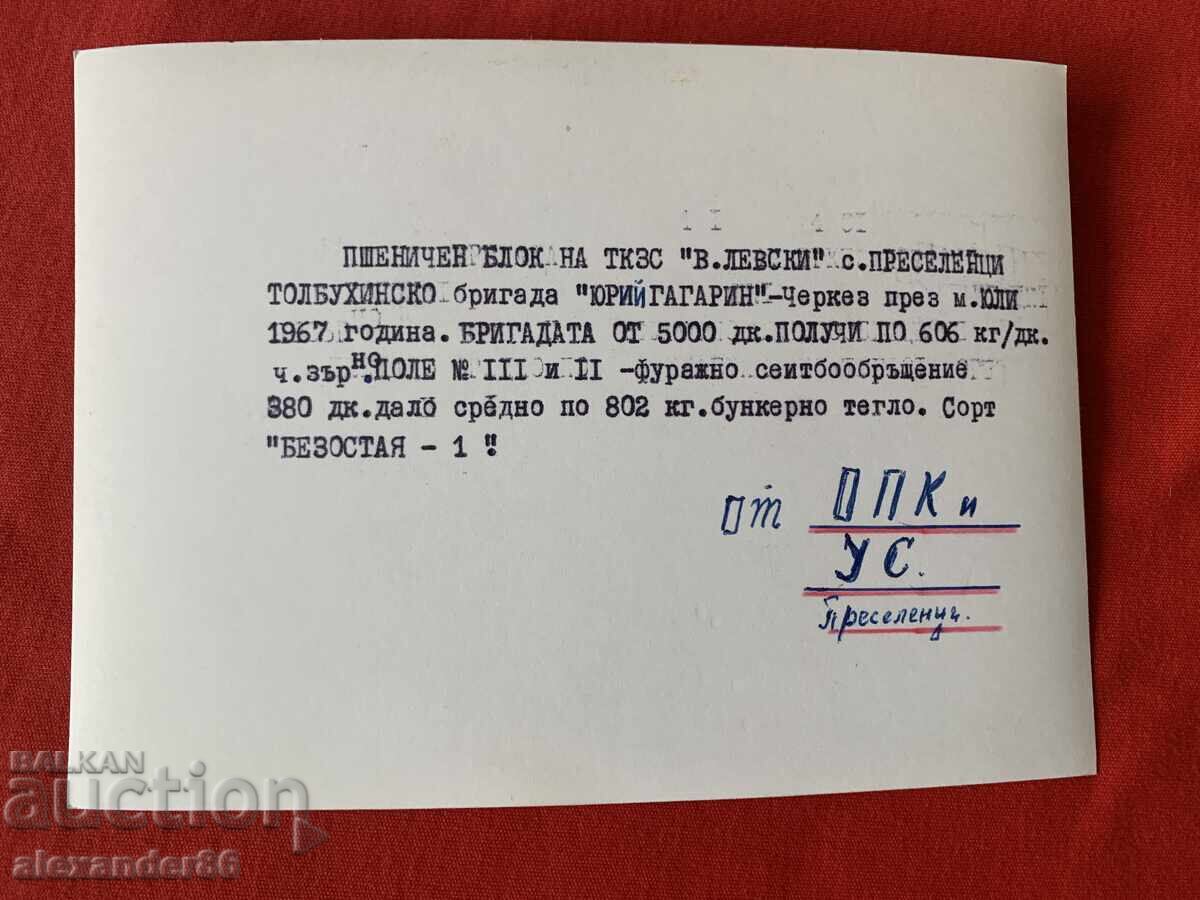 ПШЕНИЧЕН БЛОК НА ТКЗС "В.ЛЕВСКИ" с.ПРЕСЕЛЕНЦИ
ТОЛБУХИНСКО бригада "ЮРИЙ ГАГАРИН"-Черкез през м.ЮЛИ
1967 година. БРИГАДАТА ОТ 5000 дк.ПОЛУЧИ ПО 606 кг/дк.
ч.зърно.ПОЛЕ № III и II -фуражно сеитбообръщение
380 дк.дало средно по 802 кг.бункерно тегло. Сорт
"БЕЗОСТАЯ - 1 "!
От ОПК и
УС.
Преселенци.
BALKAN
auction
alexander86